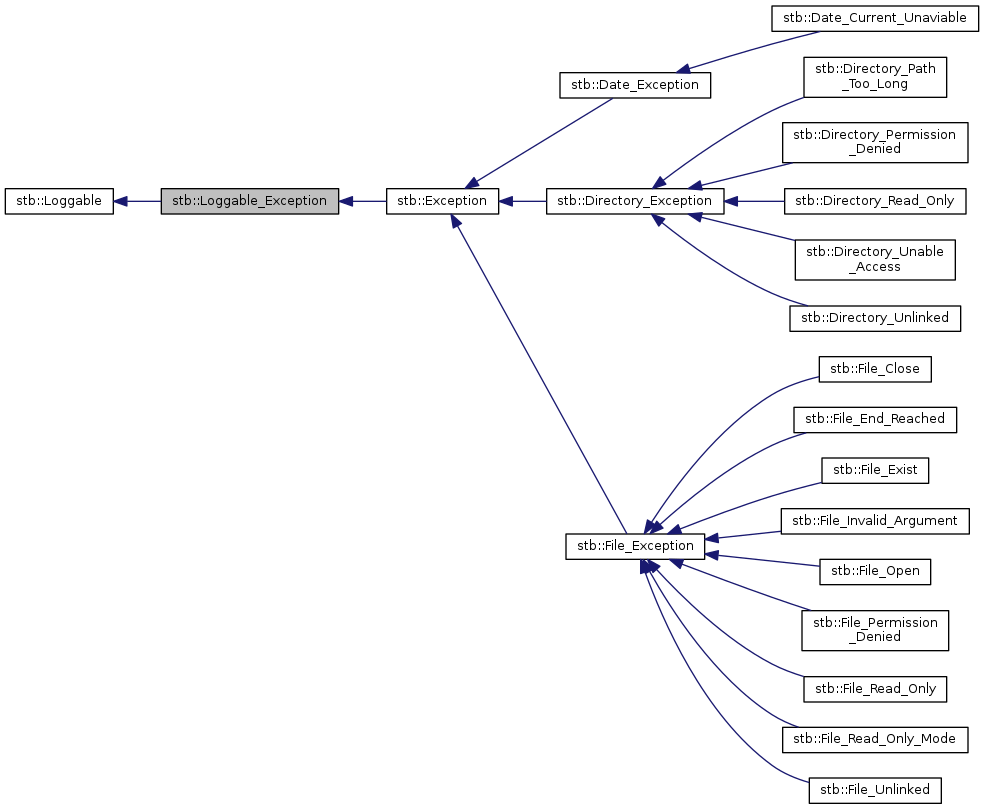 stb::Date_Current_Unaviable
stb::Directory_Path
_Too_Long
stb::Date_Exception
stb::Directory_Permission
_Denied
stb::Loggable
stb::Loggable_Exception
stb::Exception
stb::Directory_Exception
stb::Directory_Read_Only
stb::Directory_Unable
_Access
stb::Directory_Unlinked
stb::File_Close
stb::File_End_Reached
stb::File_Exist
stb::File_Invalid_Argument
stb::File_Exception
stb::File_Open
stb::File_Permission
_Denied
stb::File_Read_Only
stb::File_Read_Only_Mode
stb::File_Unlinked